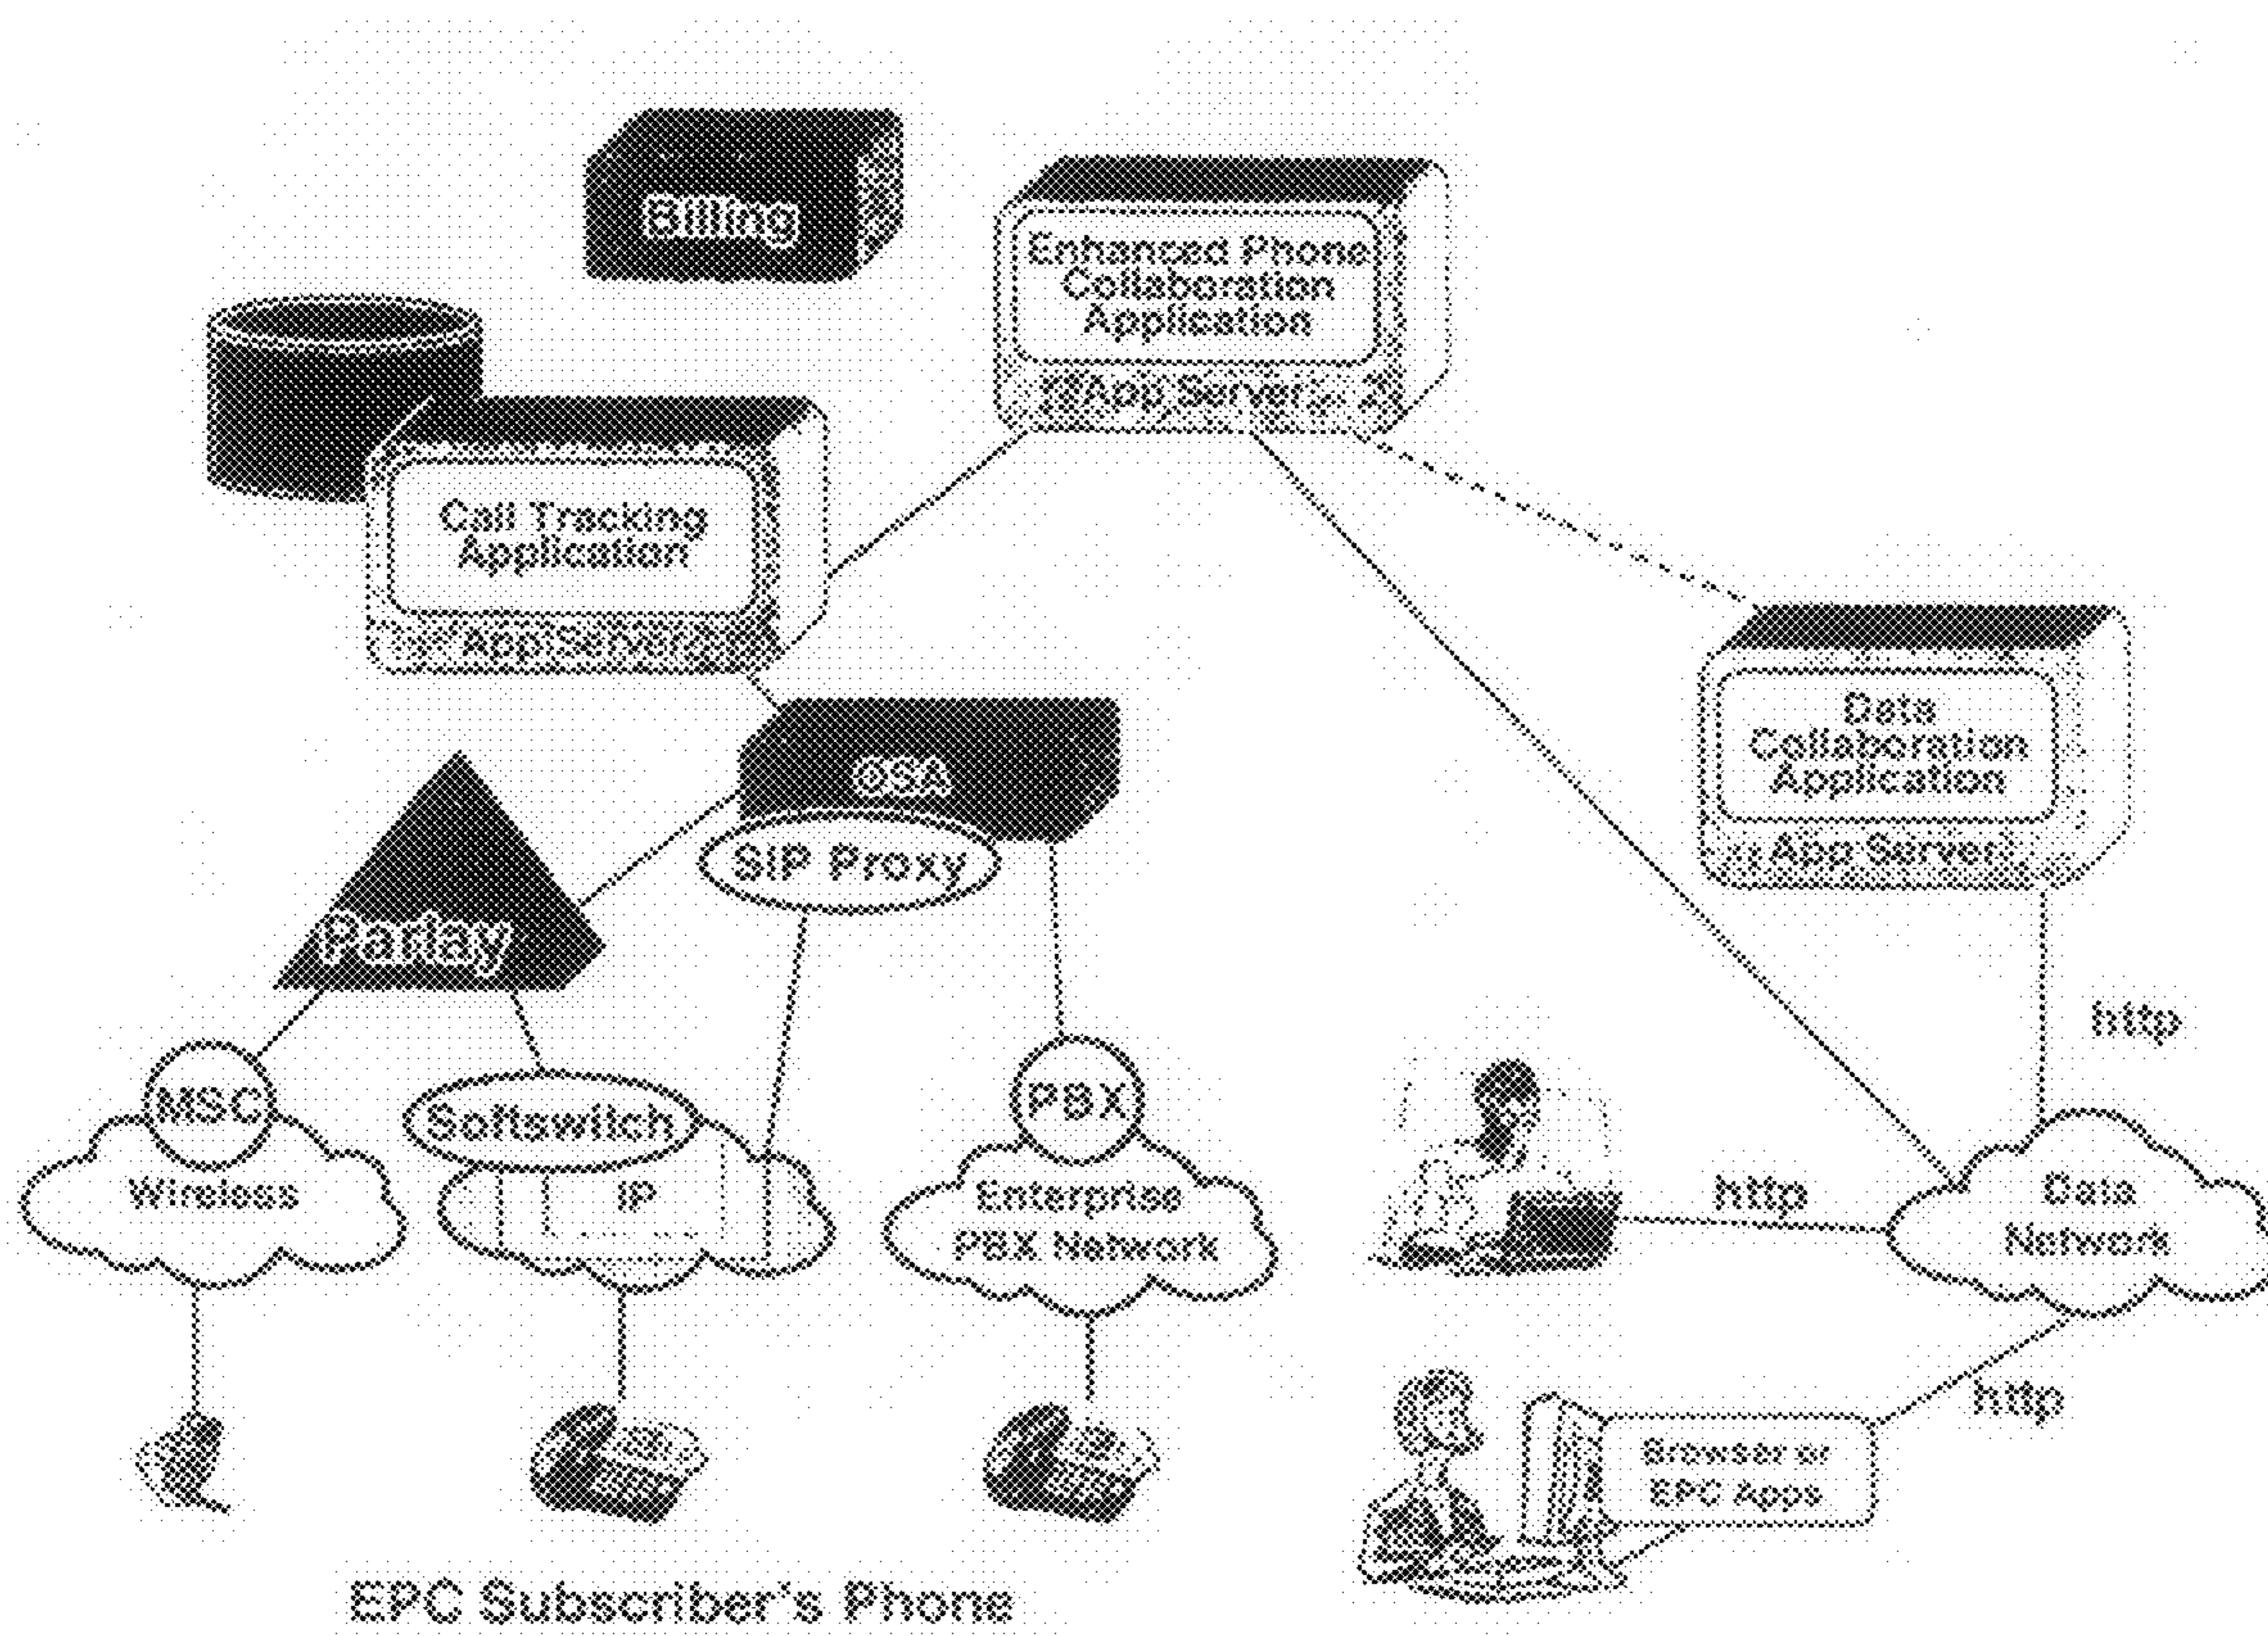 Billing
Enhanced Phone
Collaboration
Application
App Server
Call Tracking
Application
App Server
Data
Collaboration
Application
App Server
OSA
SIP Proxy
Parlay
http
MSC
Wireless
Softswitch
IP
PBX
Enterprise
PBX Network
http
Data
Network
http
Browser or
EPC Apps
EPC Subscriber's Phone